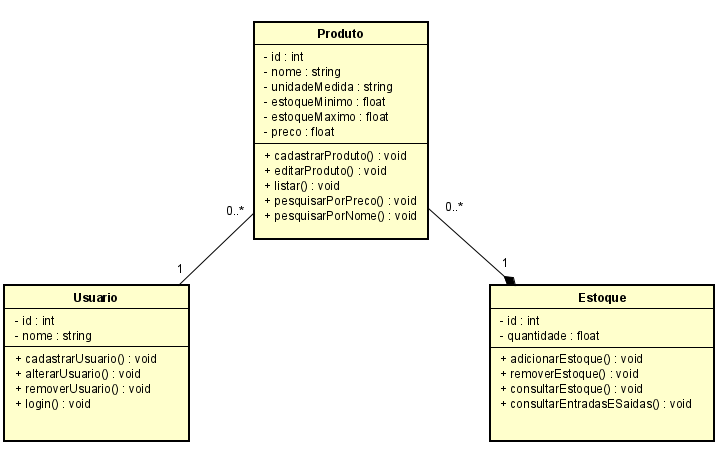 Produto
- id : int
- nome : string
- unidadeMedida : string
- estoqueMinimo : float
- estoqueMaximo : float
- preco : float
+ cadastrarProduto() : void
+ editarProduto() : void
+ listar() : void
+ pesquisarPorPreco() : void
+ pesquisarPorNome() : void
0..*
0..*
1
1
Usuario
- id : int
- nome : string
+ cadastrarUsuario() : void
+ alterarUsuario() : void
+ removerUsuario() : void
+ login() : void
Estoque
- id : int
- quantidade : float
+ adicionarEstoque() : void
+ removerEstoque() : void
+ consultarEstoque() : void
+ consultarEntradasESaidas() : void